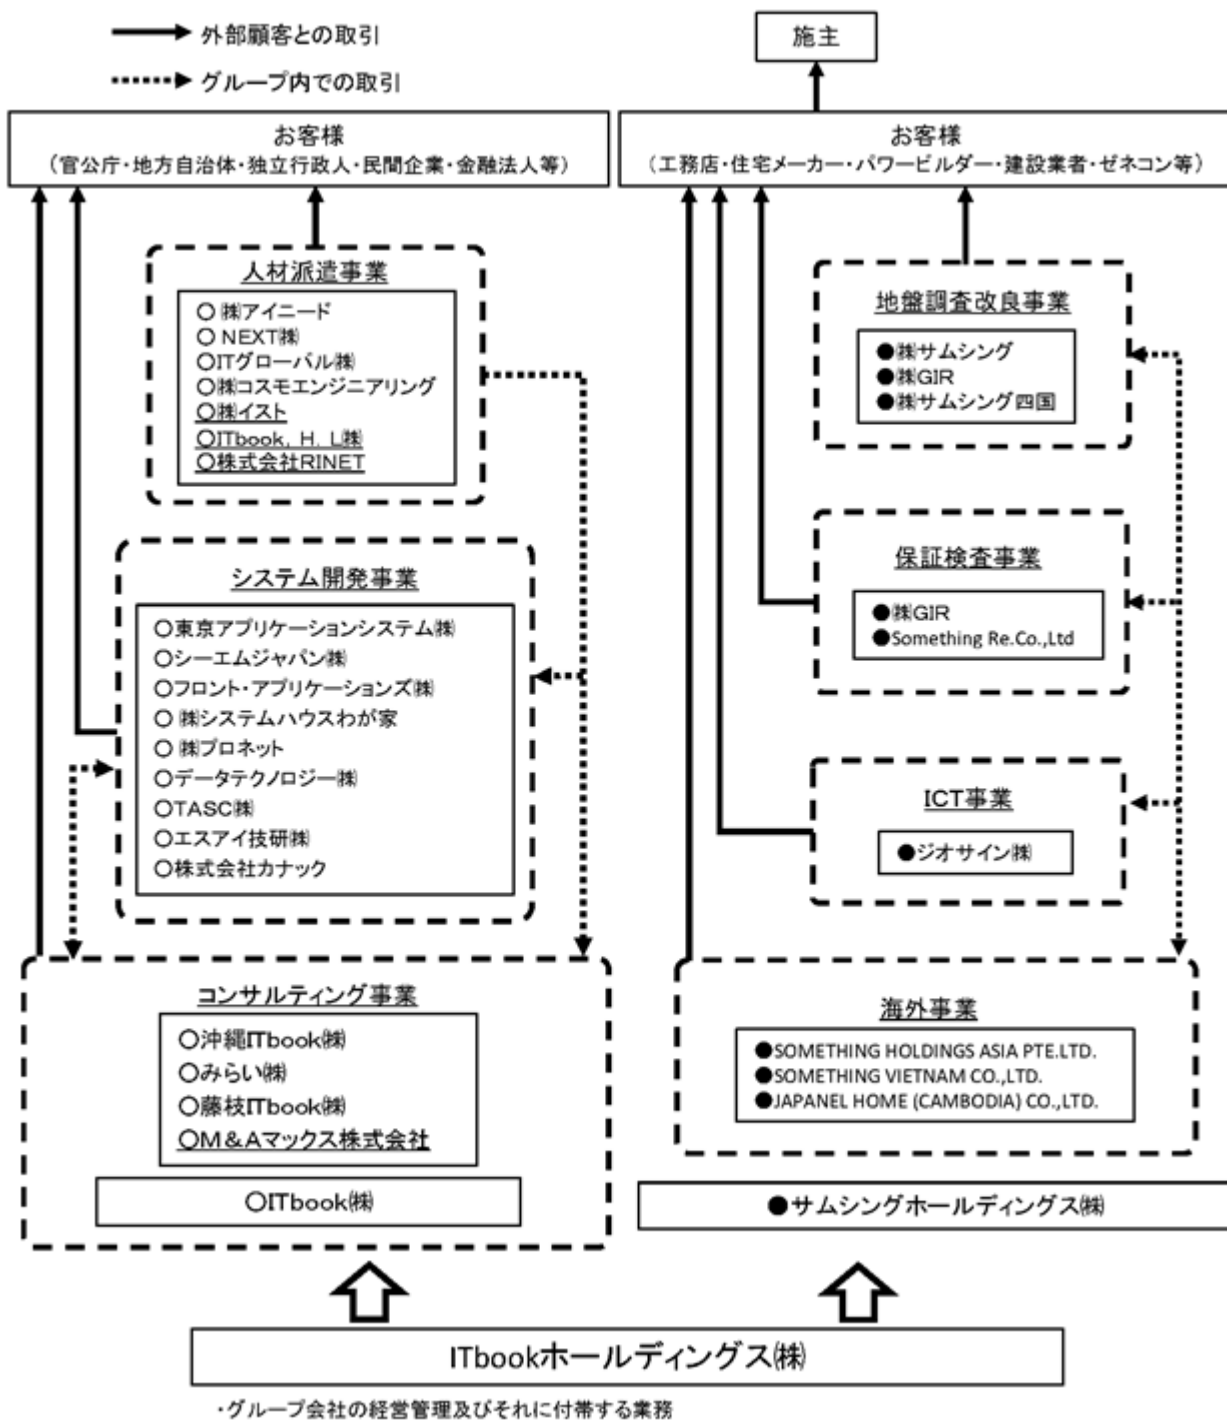 外部顧客との取引
グループ内での取引
施主
お客様
（官公庁・地方自治体・独立行政人・民間企業・金融法人等）
お客様
（工務店・住宅メーカー・パワービルダー・建設業者・ゼネコン等）
人材派遣事業
○㈱アイニード
○NEXT㈱
○ITグローバル㈱
○㈱コスモエンジニアリング
○㈱イスト
○ITbook．H．L㈱
○株式会社RINET
システム開発事業
○東京アプリケーションシステム㈱
○シーエムジャパン㈱
○フロント・アプリケーションズ㈱
○㈱システムハウスわが家
○㈱プロネット
○データテクノロジー㈱
○TASC㈱
○エスアイ技研㈱
○株式会社カナック
コンサルティング事業
○沖縄ITbook㈱
○みらい㈱
○藤枝ITbook㈱
○M＆Aマックス株式会社
○ITbook㈱
地盤調査改良事業
●㈱サムシング
●㈱GIR
●㈱サムシング四国
保証検査事業
●㈱GIR
●Something Re.Co.,Ltd
ICT事業
●ジオサイン㈱
海外事業
●SOMETHING HOLDINGS ASIA PTE.LTD.
●SOMETHING VIETNAM CO.,LTD.
●JAPANEL HOME (CAMBODIA) CO.,LTD.
●サムシングホールディングス㈱
ITbookホールディングス㈱
・グループ会社の経営管理及びそれに付帯する業務